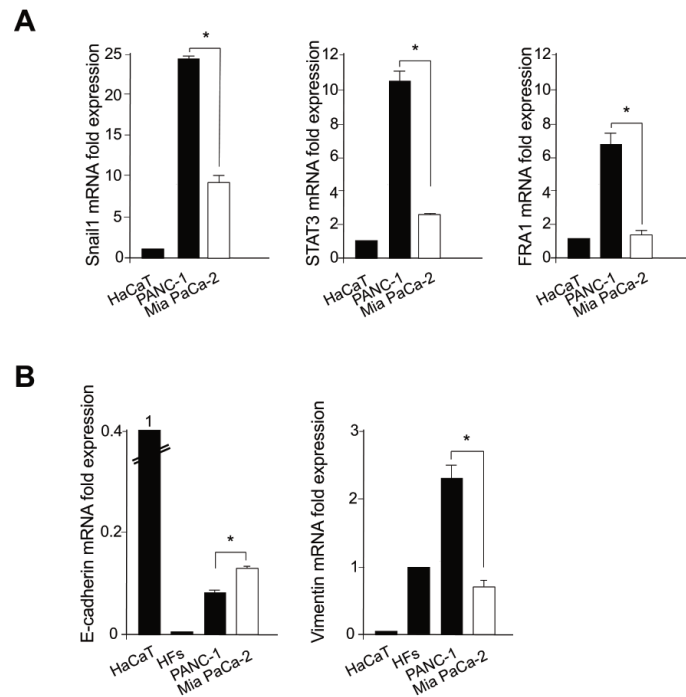 A
Snail1 mRNA fold expression
25
20
15
10
5
0
*
HaCaT
PANC-1
Mia PaCa-2
STAT3 mRNA fold expression
12
10
8
6
4
2
0
*
HaCaT
PANC-1
Mia PaCa-2
FRA1 mRNA fold expression
12
10
8
6
4
2
0
*
HaCaT
PANC-1
Mia PaCa-2
B
E-cadherin mRNA fold expression
0.4
0.2
0
1
*
HaCaT
HFs
PANC-1
Mia PaCa-2
Vimentin mRNA fold expression
3
2
1
0
*
HaCaT
HFs
PANC-1
Mia PaCa-2